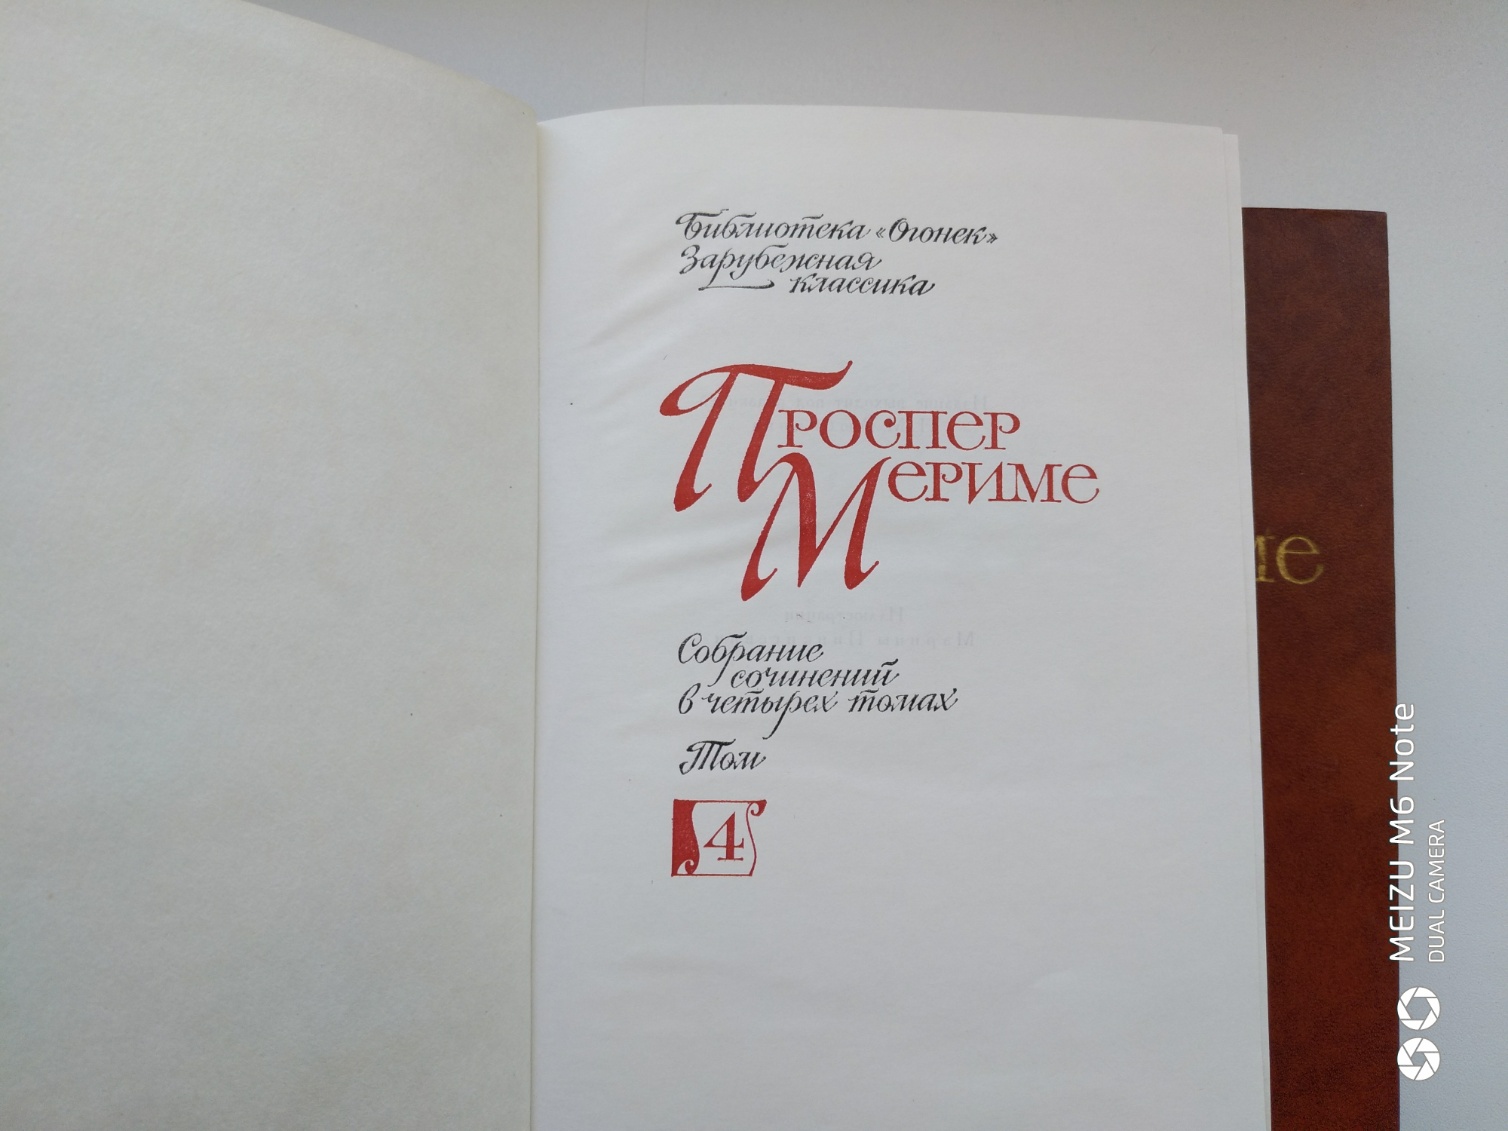 Библиотека «Огонек»
Зарубежная
классика
Проспер
Мериме
Собрание
сочинений
в четырех томах
Том
4
ме
MEIZU M6 Note
DUAL CAMERA